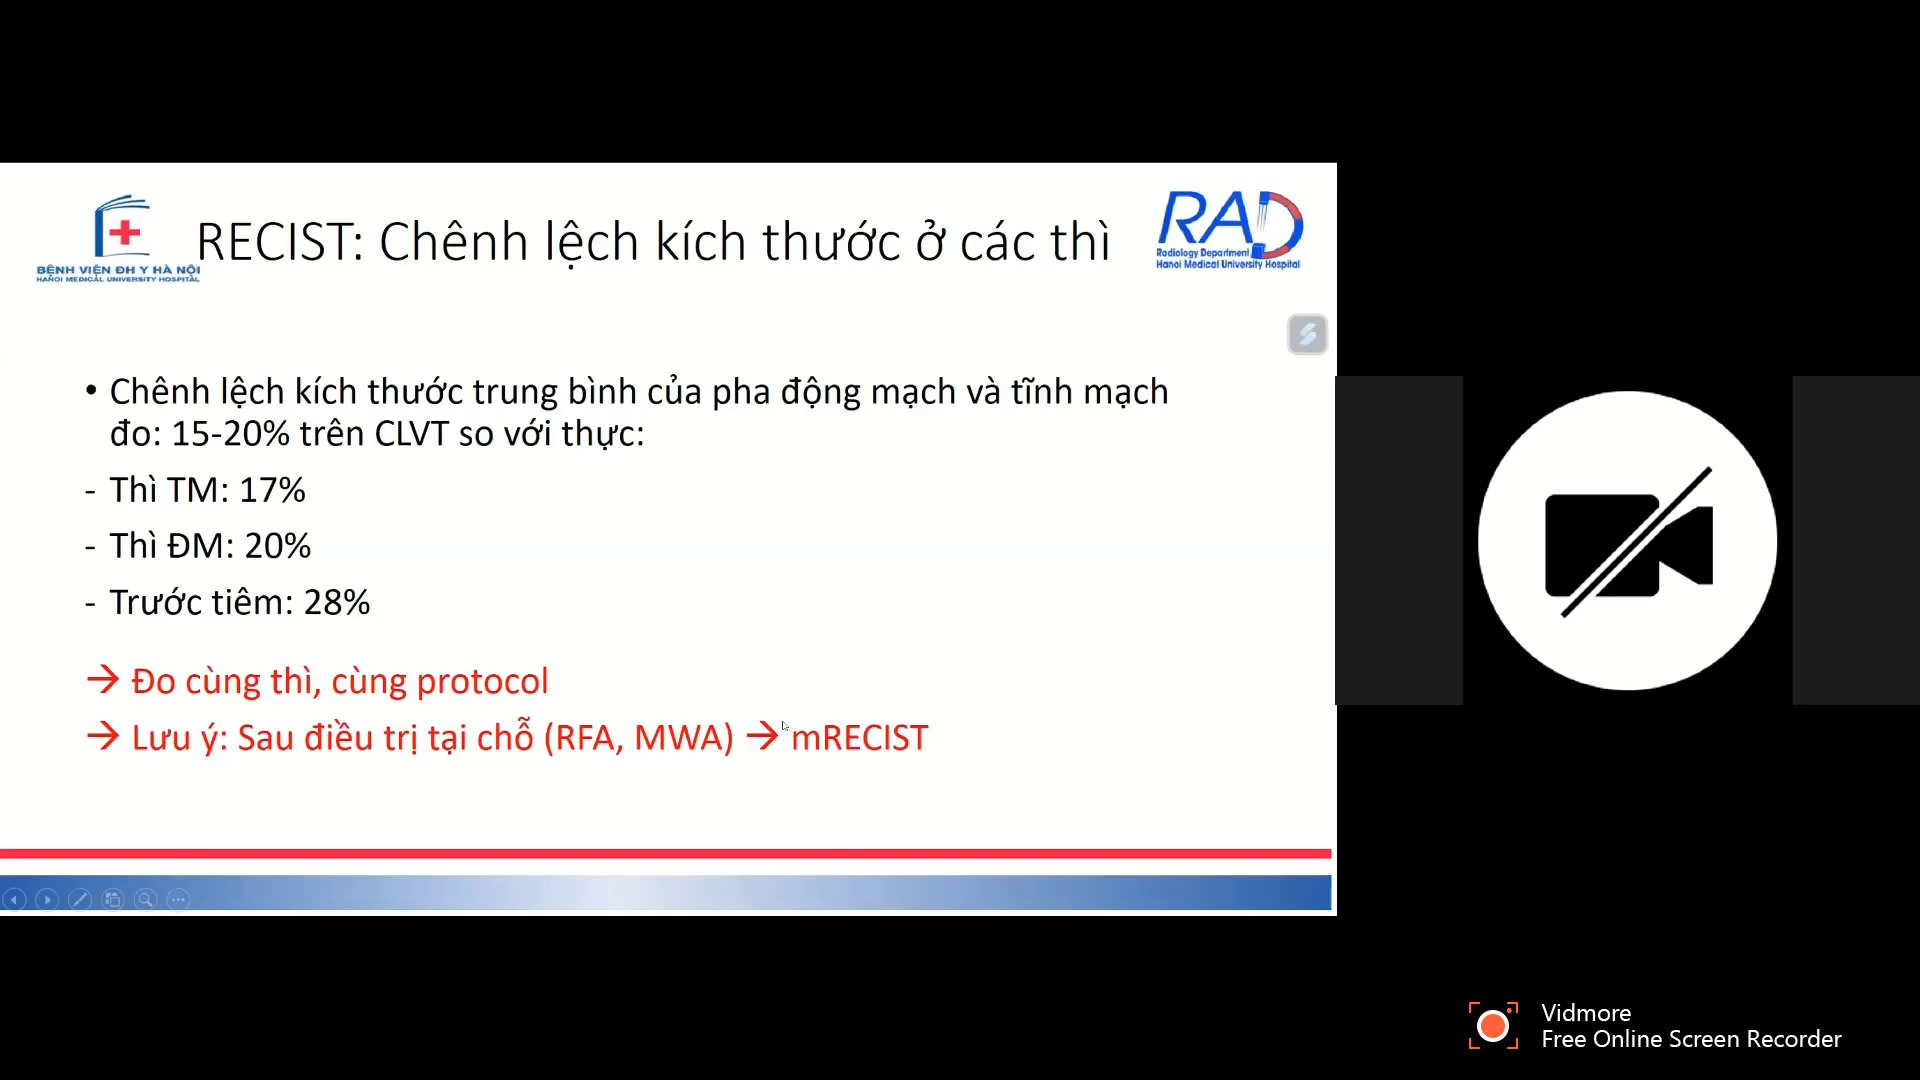 BỆNH VIỆN ĐH Y HÀ NỘI
HANOI MEDICAL UNIVERSITY HOSPITAL
RECIST: Chênh lệch kích thước ở các thì
RAD
Radiology Department
Hanoi Medical University Hospital
• Chênh lệch kích thước trung bình của pha động mạch và tĩnh mạch
đo: 15-20% trên CLVT so với thực:
- Thì TM: 17%
- Thì ĐM: 20%
- Trước tiêm: 28%
→ Đo cùng thì, cùng protocol
→ Lưu ý: Sau điều trị tại chỗ (RFA, MWA) → mRECIST
Vidmore
Free Online Screen Recorder